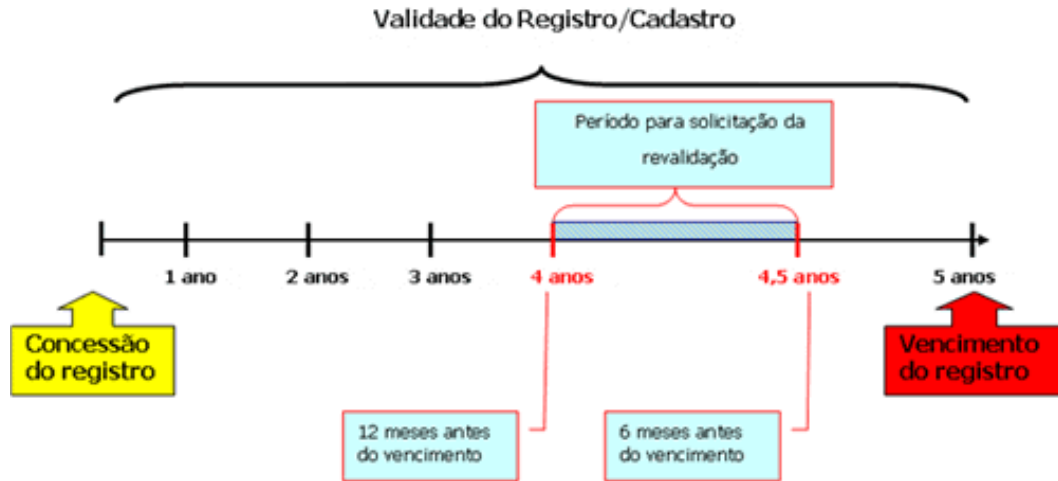 Validade do Registro/Cadastro
Período para solicitação da
revalidação
1 ano
2 anos
3 anos
4 anos
4,5 anos
5 anos
Concessão
do registro
Vencimento
do registro
12 meses antes
do vencimento
6 meses antes
do vencimento